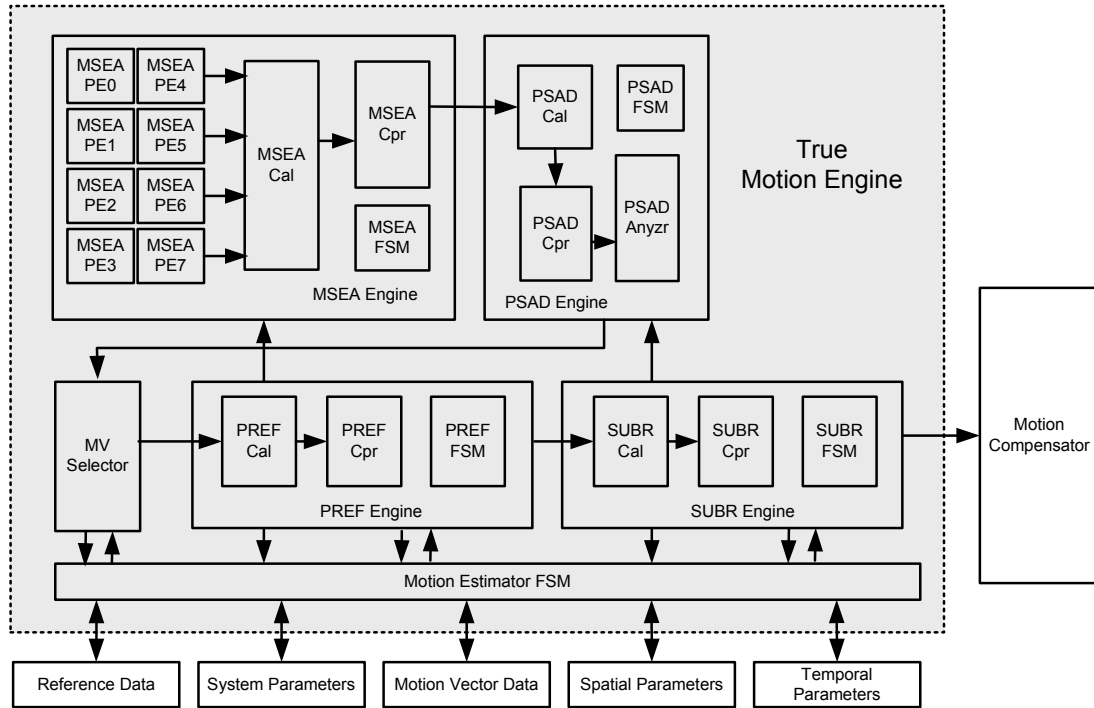 MSEA
PE0
MSEA
PE4
MSEA
PE1
MSEA
PE5
MSEA
PE2
MSEA
PE6
MSEA
PE3
MSEA
PE7
MSEA
Cal
MSEA
Cpr
MSEA
FSM
MSEA Engine
PSAD
Cal
PSAD
FSM
PSAD
Cpr
PSAD
Anyzr
PSAD Engine
True
Motion Engine
MV
Selector
PREF
Cal
PREF
Cpr
PREF
FSM
PREF Engine
SUBR
Cal
SUBR
Cpr
SUBR
FSM
SUBR Engine
Motion
Compensator
Motion Estimator FSM
Reference Data
System Parameters
Motion Vector Data
Spatial Parameters
Temporal
Parameters